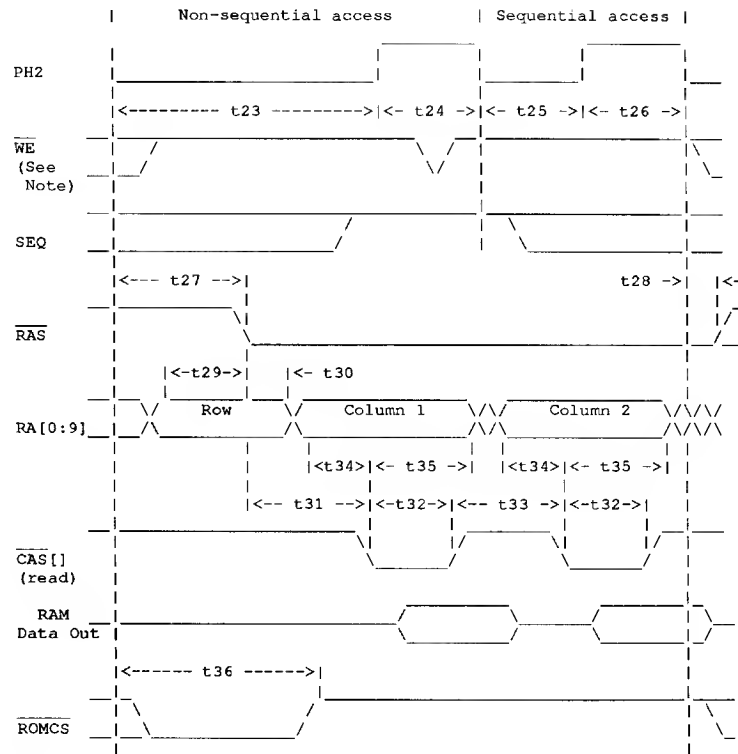 Non-sequential access
Sequential access
PH2
t23
t24
t25
t26
WE
(See
Note)
SEQ
t27
t28
RAS
t29
t30
Row
Column 1
Column 2
RA[0:9]
t34
t35
t34
t35
t31
t32
t33
t32
CAS[]
(read)
RAM
Data Out
t36
ROMCS